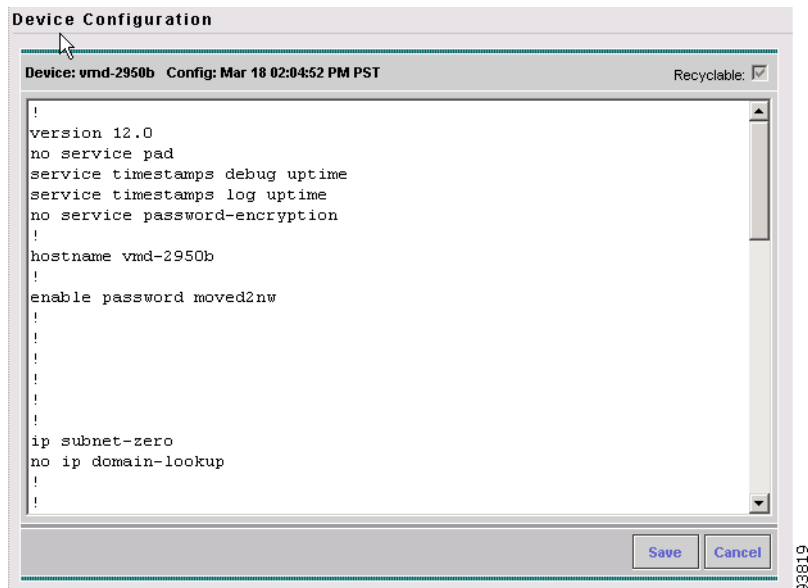 Device Configuration
Device: vmd-2950b Config: Mar 18 02:04:52 PM PST
Recyclable:
!
version 12.0
no service pad
service timestamps debug uptime
service timestamps log uptime
no service password-encryption
!
hostname vmd-2950b
!
enable password moved2nw
!
!
!
!
!
!
ip subnet-zero
no ip domain-lookup
!
!
Save
Cancel
93819